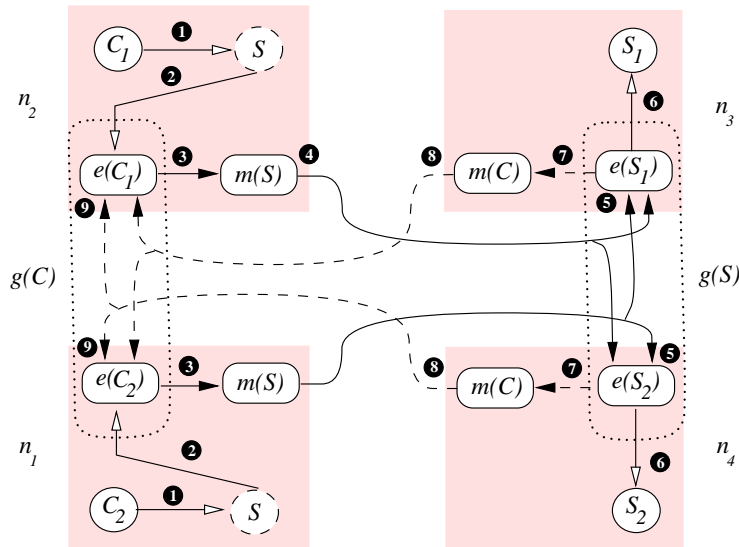 C1 1 S
2
S1
6
n2
n3
e(C1) 3 m(S) 4
8 m(C) 7 e(S1)
9
5
g(C)
g(S)
9
e(C2) 3 m(S)
8 m(C) 7 e(S2) 5
n1
2
n4
6
C2 1 S
S2